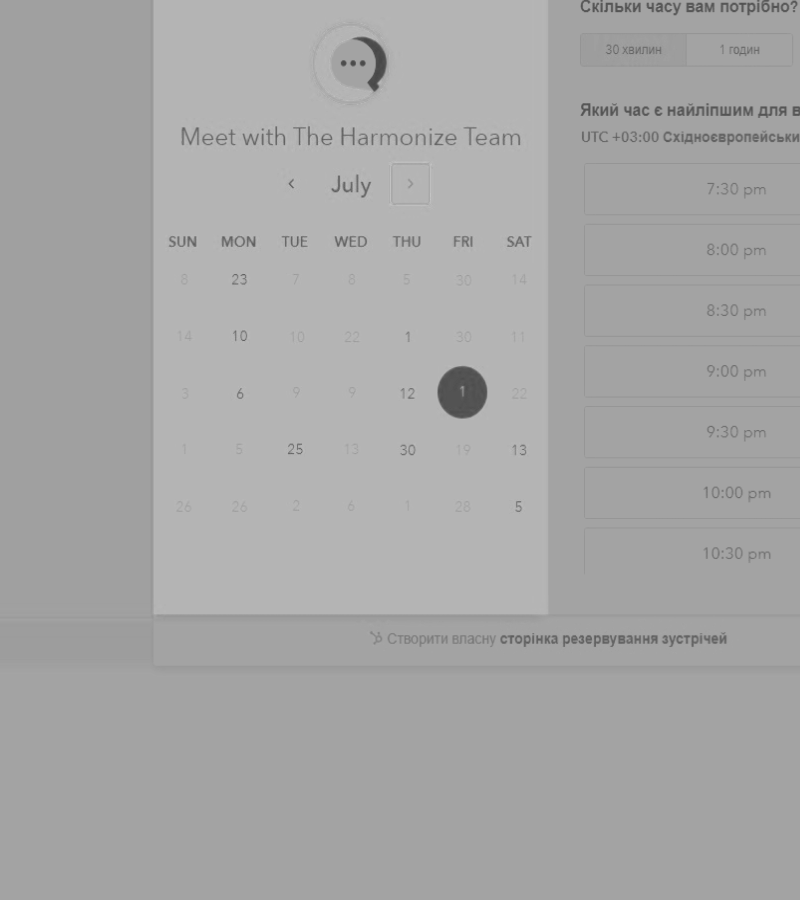 Meet with The Harmonize Team
July
SUN MON TUE WED THU FRI SAT
8 23 7 8 5 30 14
14 10 10 22 1 30 11
3 6 9 9 12 1 22
1 5 25 13 30 19 13
26 26 2 6 1 28 5
Скільки часу вам потрібно?
30 хвилин 1 годин
Який час є найліпшим для в
UTC +03:00 Східноєвропейськи
7:30 pm
8:00 pm
8:30 pm
9:00 pm
9:30 pm
10:00 pm
10:30 pm
Створити власну сторінка резервування зустрічей